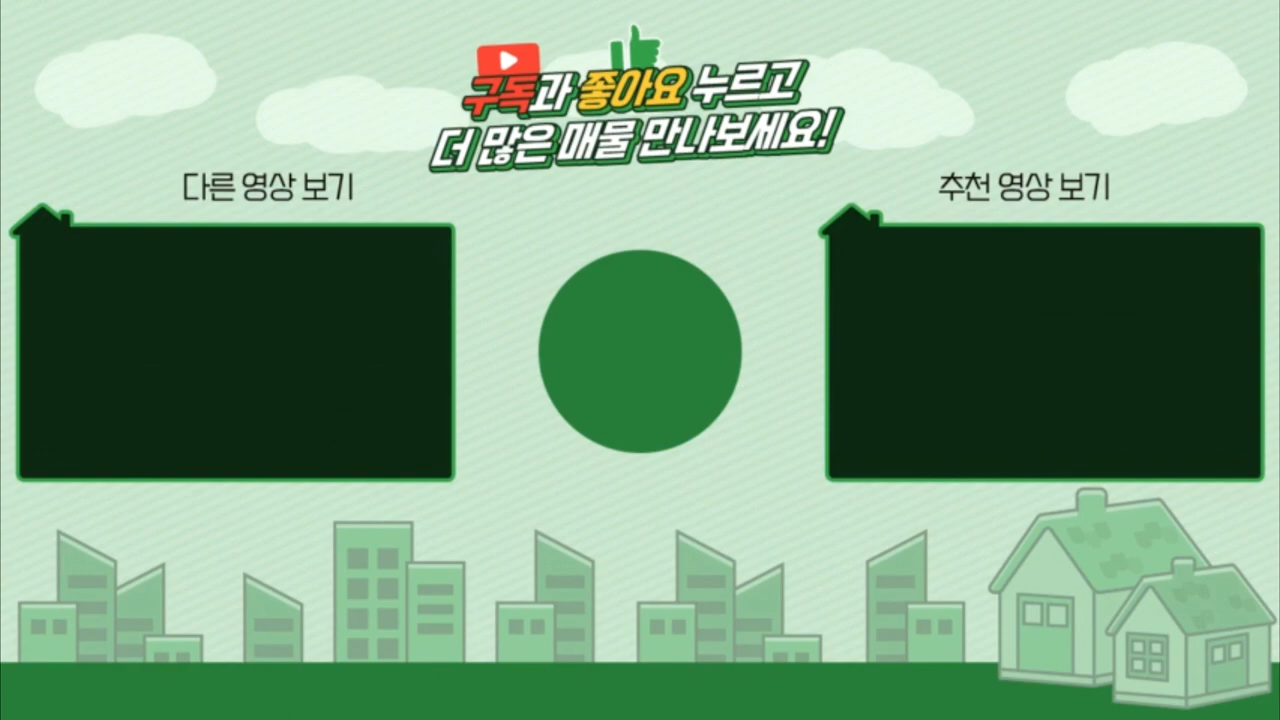 구독과 좋아요 누르고
더 많은 매물 만나보세요!
다른 영상 보기
추천 영상 보기